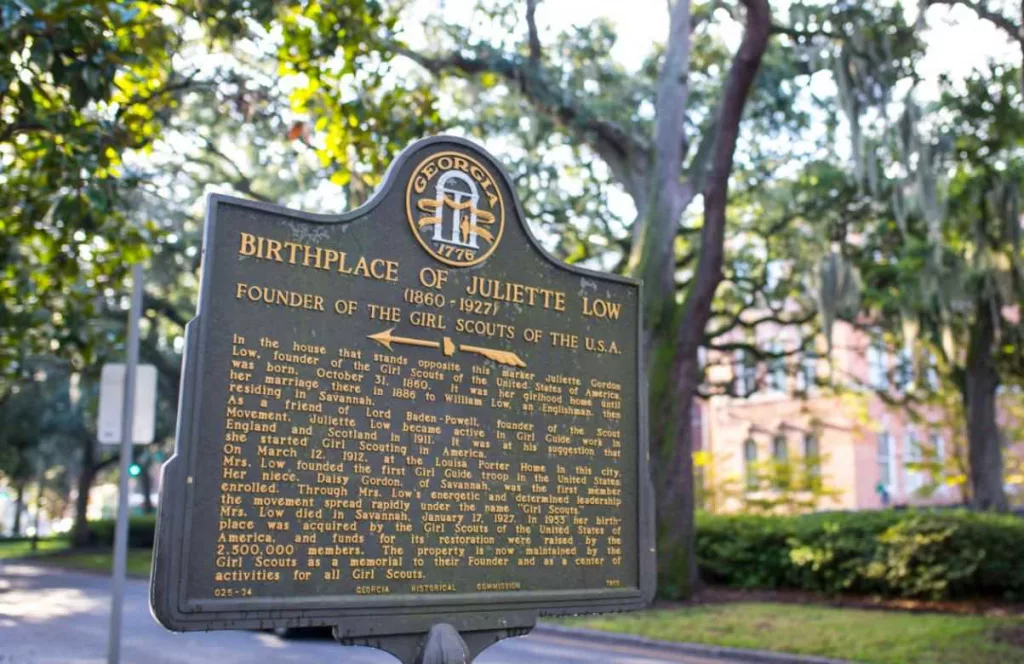 GEORGIA
1776
BIRTHPLACE OF JULIETTE LOW
(1860-1927)
FOUNDER OF THE GIRL SCOUTS OF THE U.S.A.
In the house that stands opposite this marker Juliette Gordon
Low, founder of the Girl Scouts of the United States of America,
was born, October 31, 1860. It was her girlhood home until
her marriage there in 1886 to William Low, an Englishman, then
residing in Savannah.
As a friend of Lord Baden-Powell, founder of the Scout
Movement, Juliette Low became active in Girl Guide work in
England and Scotland in 1911. It was at his suggestion that
she started Girl Scouting in America.
On March 12, 1912, at the Louisa Porter Home in this city,
Mrs. Low founded the first Girl Guide troop in the United States.
Her niece, Daisy Gordon, of Savannah, was the first member
enrolled. Through Mrs. Low's energetic and determined leadership
the movement spread rapidly under the name "Girl Scouts."
Mrs. Low died in Savannah, January 17, 1927. In 1953 her birth-
place was acquired by the Girl Scouts of the United States of
America, and funds for its restoration were raised by the
2,500,000 members. The property is now maintained by the
Girl Scouts as a memorial to their Founder and as a center of
activities for all Girl Scouts.
025-34 GEORGIA HISTORICAL COMMISSION